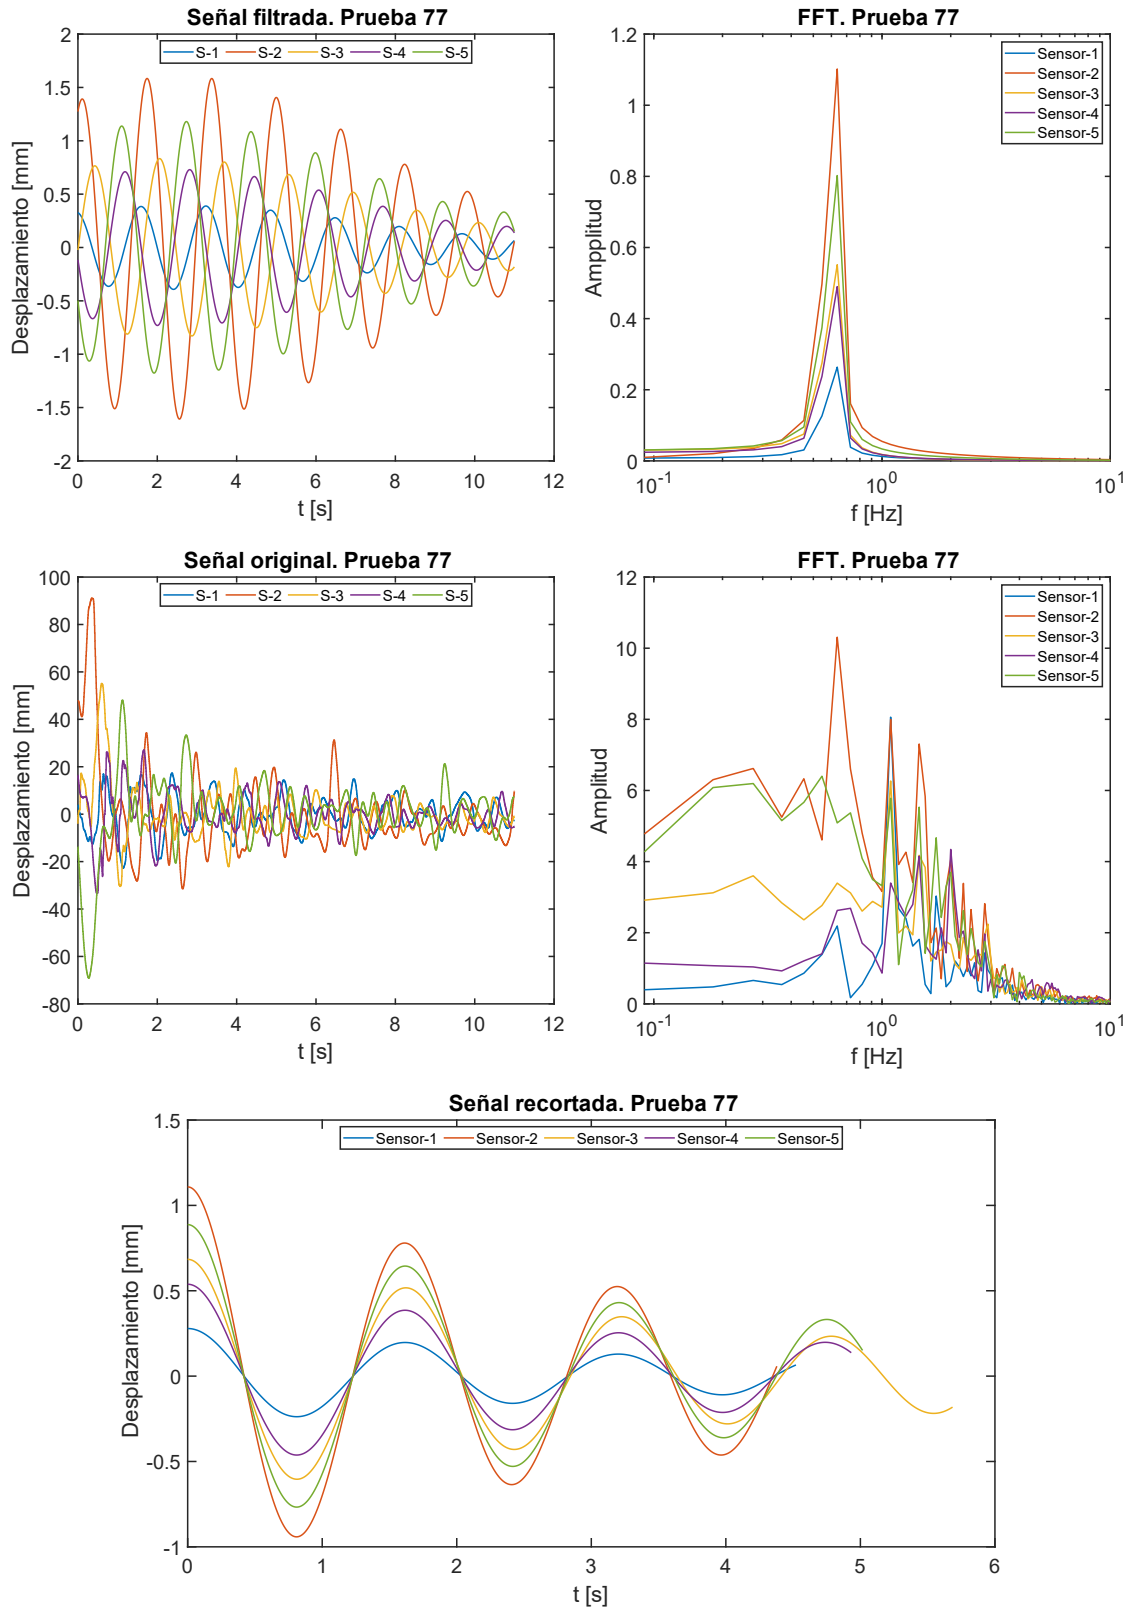 Señal filtrada. Prueba 77
S-1 S-2 S-3 S-4 S-5
2
1.5
1
0.5
0
-0.5
-1
-1.5
-2
Desplazamiento [mm]
0 2 4 6 8 10 12
t [s]
FFT. Prueba 77
Sensor-1
Sensor-2
Sensor-3
Sensor-4
Sensor-5
1.2
1
0.8
0.6
0.4
0.2
0
Ampplitud
10^-1 10^0 10^1
f [Hz]
Señal original. Prueba 77
S-1 S-2 S-3 S-4 S-5
100
80
60
40
20
0
-20
-40
-60
-80
Desplazamiento [mm]
0 2 4 6 8 10 12
t [s]
FFT. Prueba 77
Sensor-1
Sensor-2
Sensor-3
Sensor-4
Sensor-5
12
10
8
6
4
2
0
Amplitud
10^-1 10^0 10^1
f [Hz]
Señal recortada. Prueba 77
Sensor-1 Sensor-2 Sensor-3 Sensor-4 Sensor-5
1.5
1
0.5
0
-0.5
-1
Desplazamiento [mm]
0 1 2 3 4 5 6
t [s]